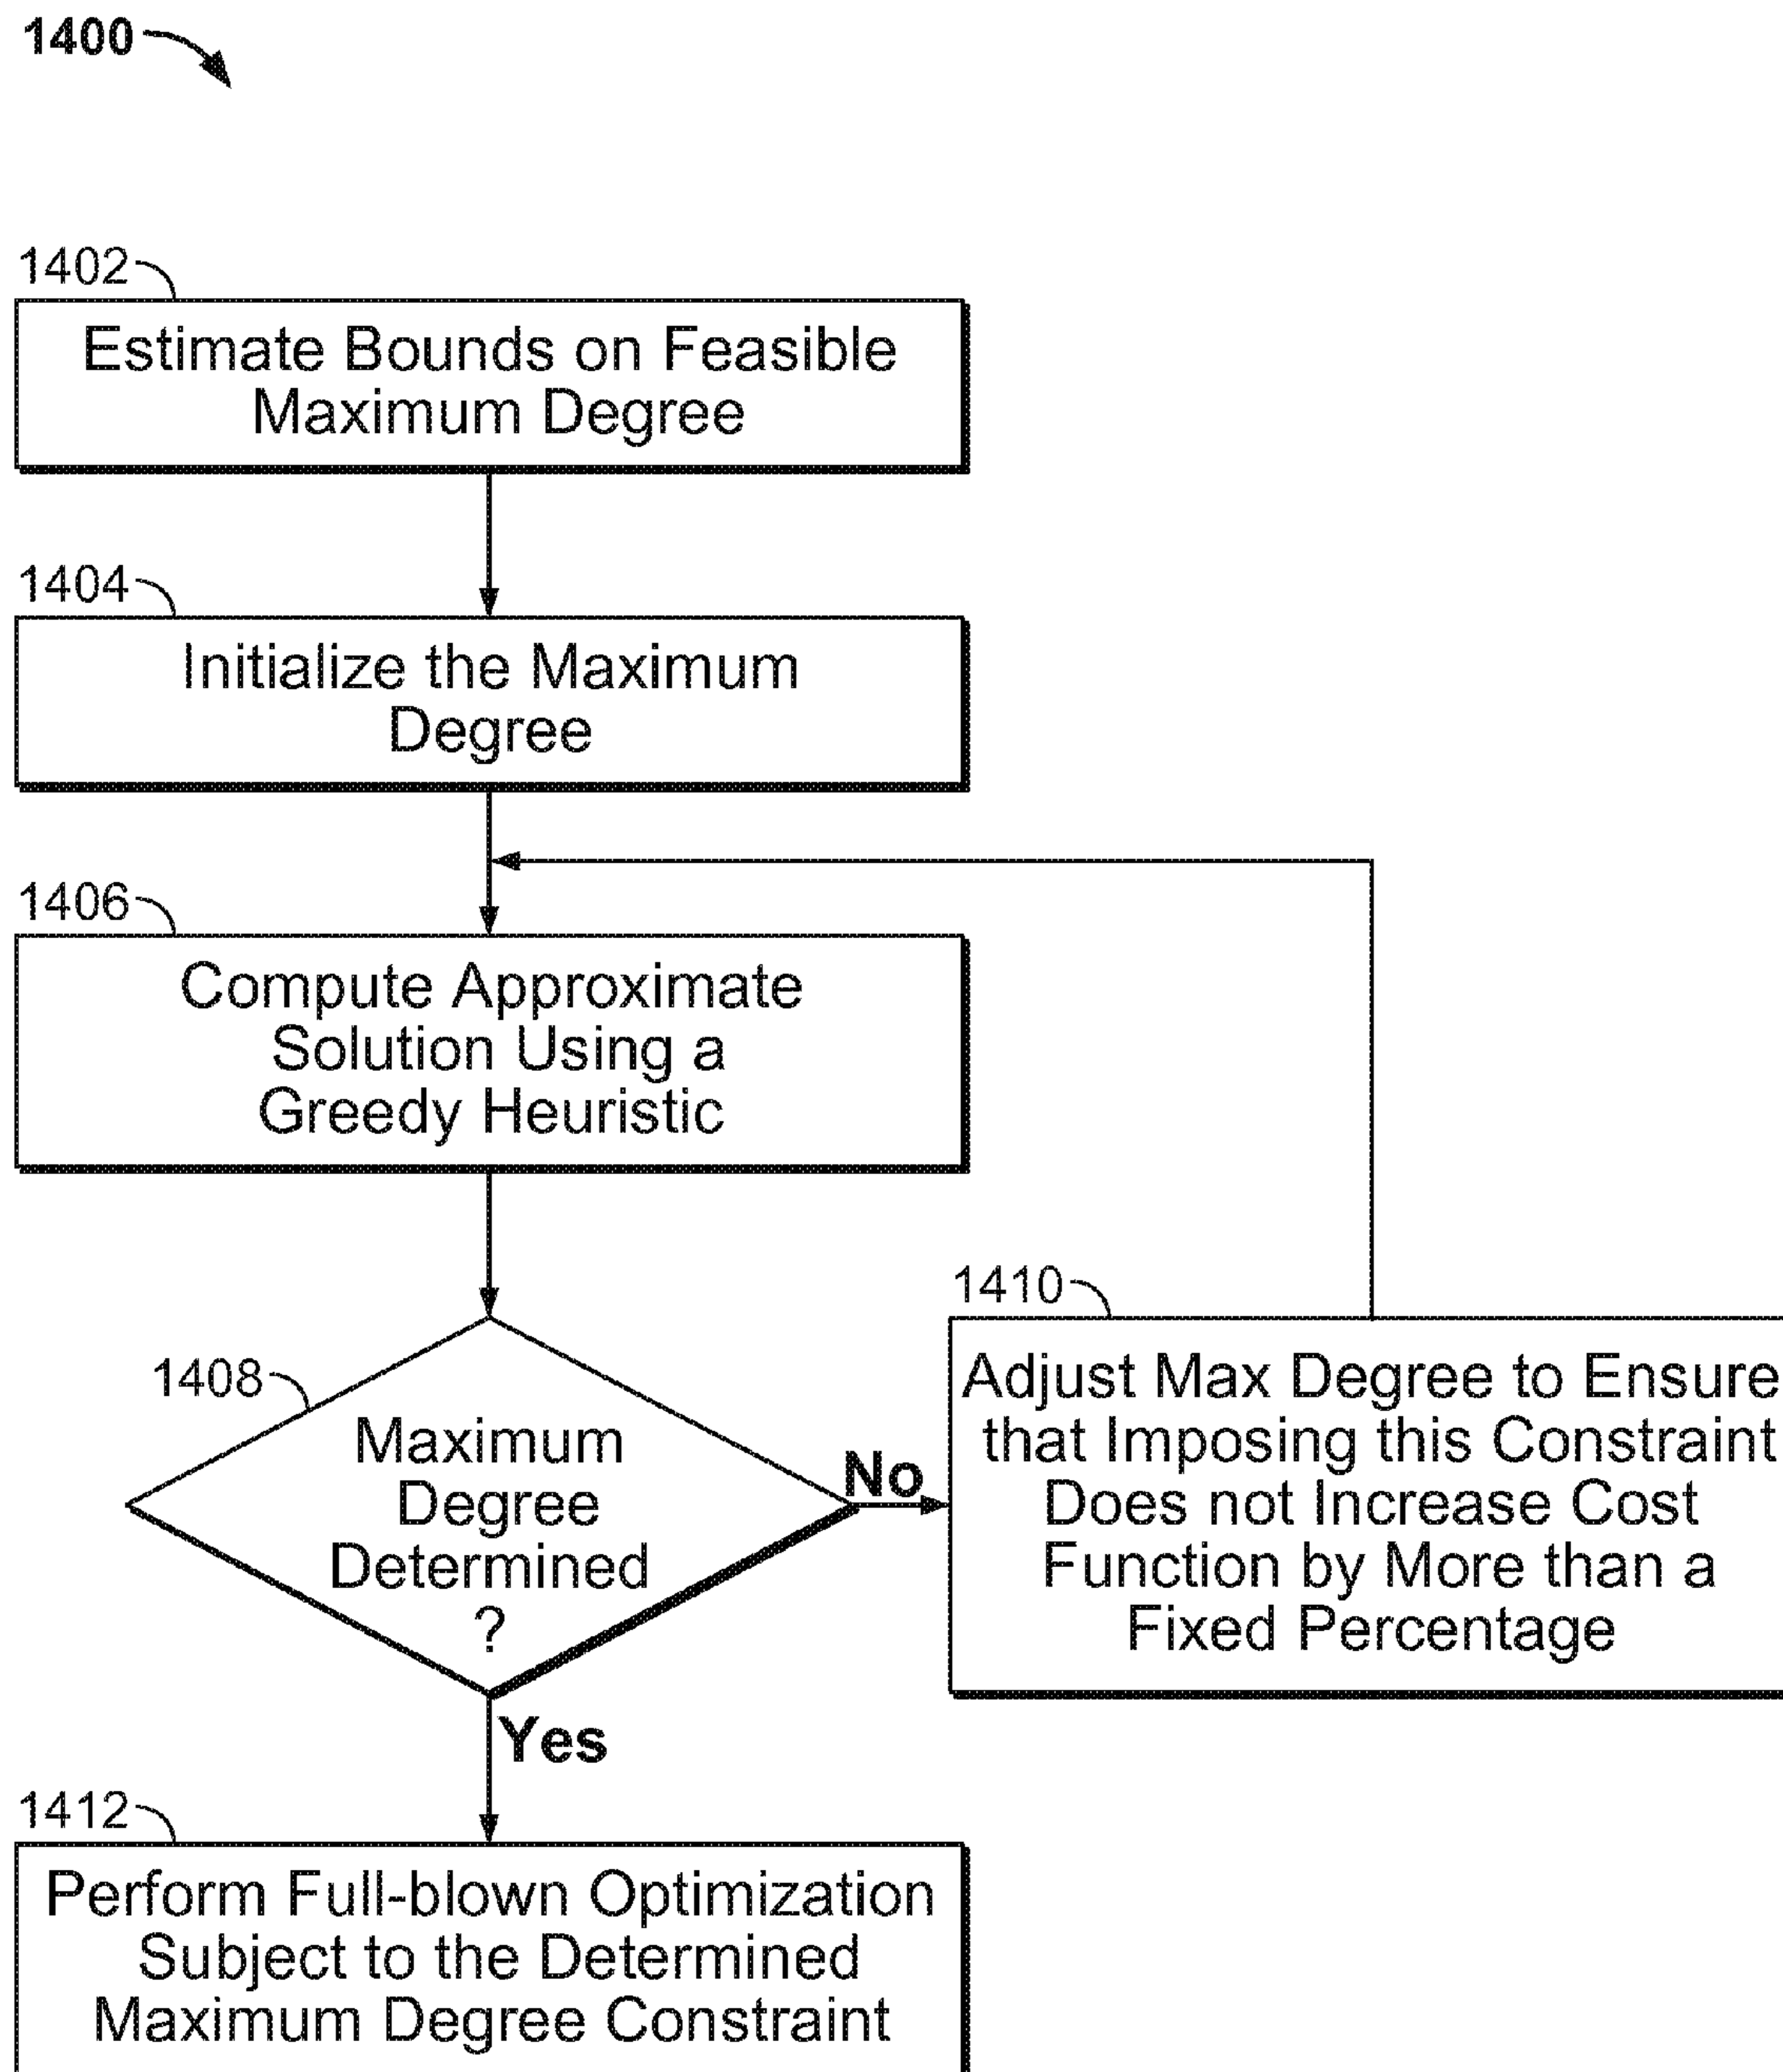 1400
1402
Estimate Bounds on Feasible
Maximum Degree
1404
Initialize the Maximum
Degree
1406
Compute Approximate
Solution Using a
Greedy Heuristic
1408
Maximum
Degree
Determined
?
No
1410
Adjust Max Degree to Ensure
that Imposing this Constraint
Does not Increase Cost
Function by More than a
Fixed Percentage
Yes
1412
Perform Full-blown Optimization
Subject to the Determined
Maximum Degree Constraint